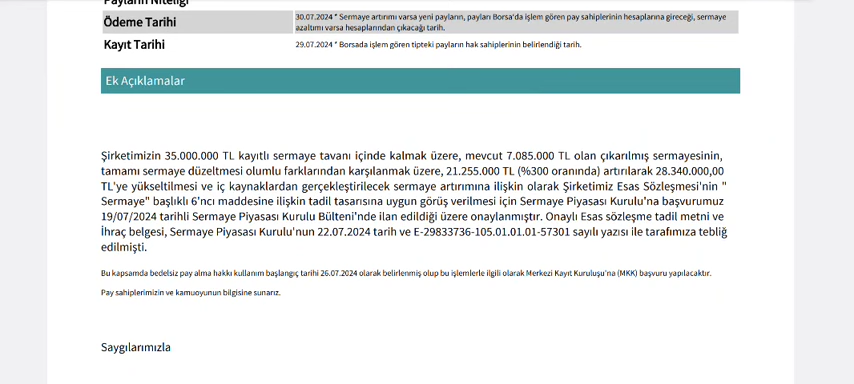 Payların Niteliği
Ödeme Tarihi
30.07.2024 * Sermaye artırımı varsa yeni payların, payları Borsa'da işlem gören pay sahiplerinin hesaplarına gireceği, sermaye
azaltımı varsa hesaplarından çıkacağı tarih.
Kayıt Tarihi
29.07.2024 * Borsada işlem gören tipteki payların hak sahiplerinin belirlendiği tarih.
Ek Açıklamalar
Şirketimizin 35.000.000 TL kayıtlı sermaye tavanı içinde kalmak üzere, mevcut 7.085.000 TL olan çıkarılmış sermayesinin,
tamamı sermaye düzeltmesi olumlu farklarından karşılanmak üzere, 21.255.000 TL (%300 oranında) artırılarak 28.340.000,00
TL'ye yükseltilmesi ve iç kaynaklardan gerçekleştirilecek sermaye artırımına ilişkin olarak Şirketimiz Esas Sözleşmesi'nin "
Sermaye" başlıklı 6'ncı maddesine ilişkin tadil tasarısına uygun görüş verilmesi için Sermaye Piyasası Kurulu'na başvurumuz
19/07/2024 tarihli Sermaye Piyasası Kurulu Bülteni'nde ilan edildiği üzere onaylanmıştır. Onaylı Esas sözleşme tadil metni ve
İhraç belgesi, Sermaye Piyasası Kurulu'nun 22.07.2024 tarih ve E-29833736-105.01.01.01-57301 sayılı yazısı ile tarafımıza tebliğ
edilmişti.
Bu kapsamda bedelsiz pay alma hakkı kullanım başlangıç tarihi 26.07.2024 olarak belirlenmiş olup bu işlemlerle ilgili olarak Merkezi Kayıt Kuruluşu'na (MKK) başvuru yapılacaktır.
Pay sahiplerimizin ve kamuoyunun bilgisine sunarız.
Saygılarımızla